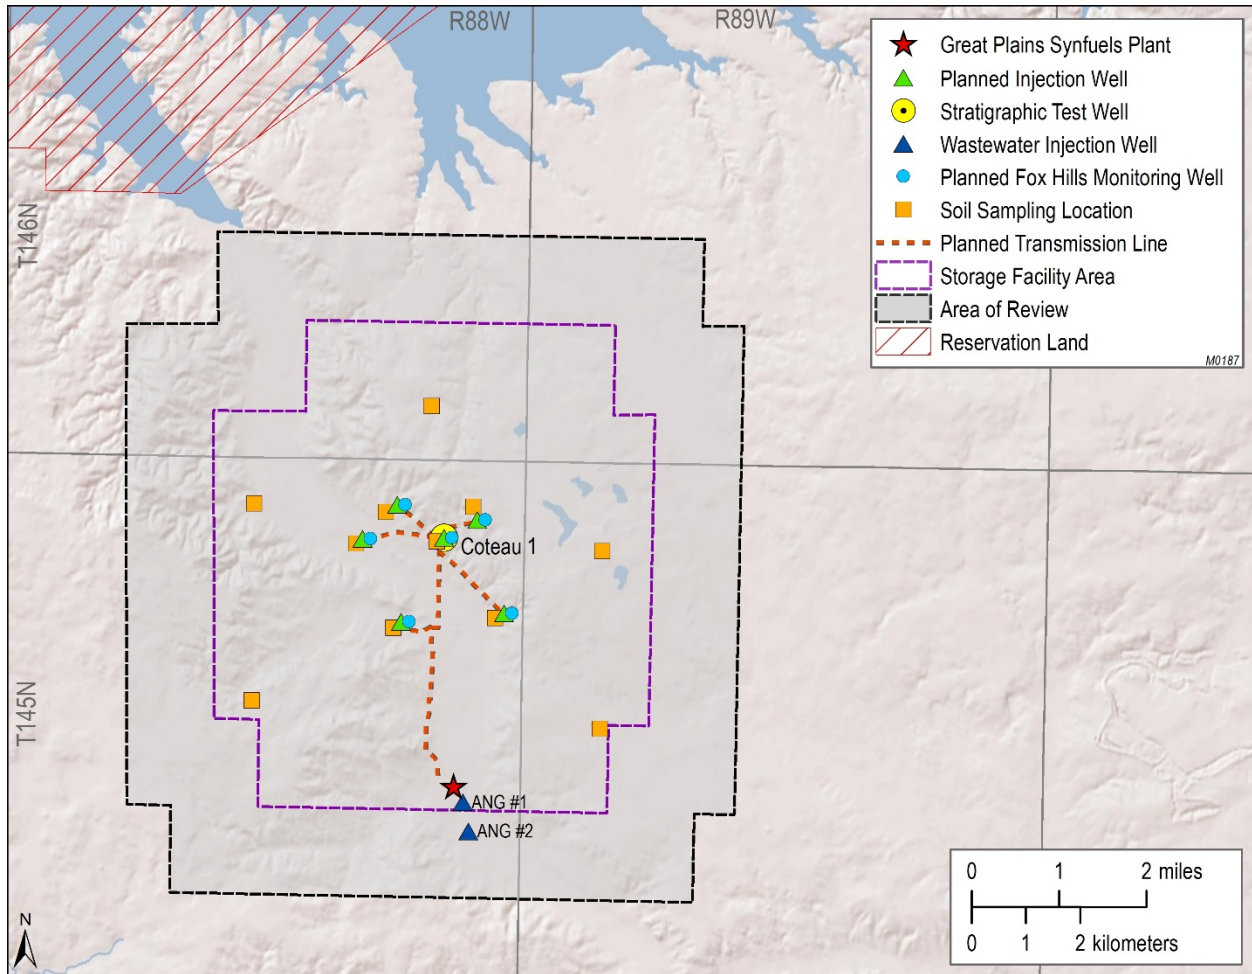 R88W
R89W
Great Plains Synfuels Plant
Planned Injection Well
Stratigraphic Test Well
Wastewater Injection Well
Planned Fox Hills Monitoring Well
Soil Sampling Location
Planned Transmission Line
Storage Facility Area
Area of Review
Reservation Land
M0187
T146N
Coteau 1
T145N
ANG #1
ANG #2
0 1 2 miles
0 1 2 kilometers
N